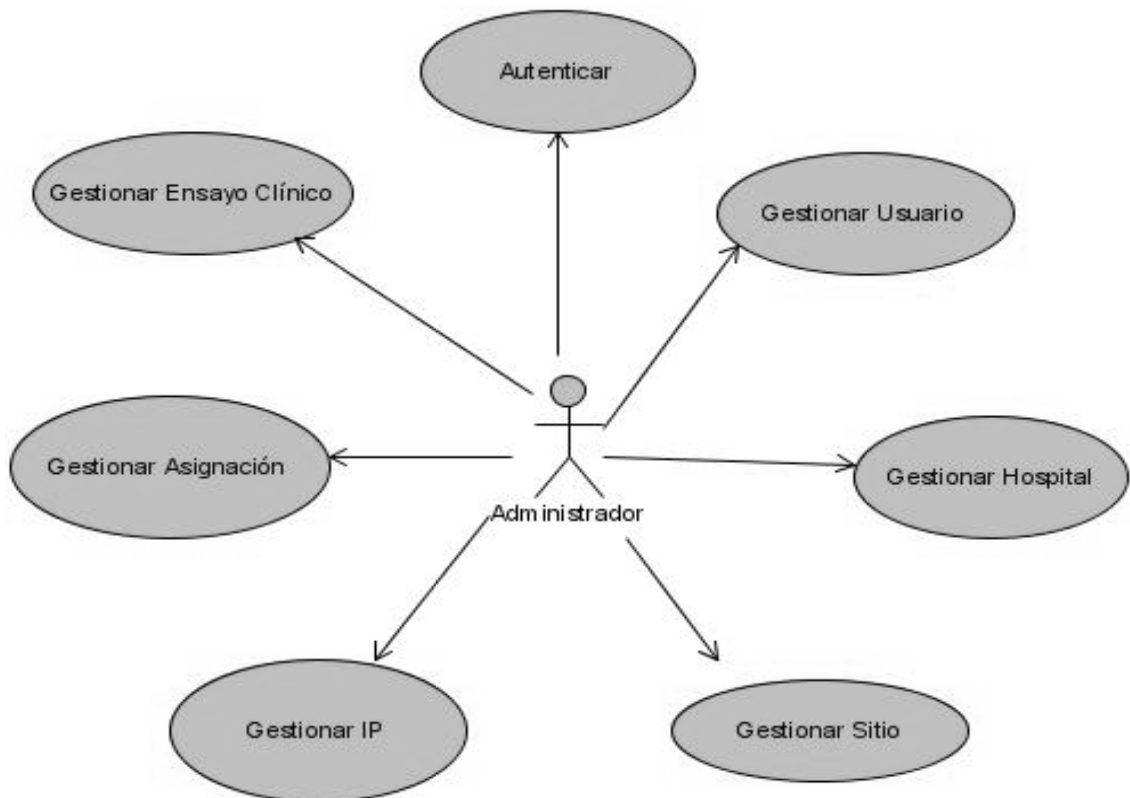 Autenticar
Gestionar Ensayo Clínico
Gestionar Usuario
Gestionar Asignación
Gestionar Hospital
Administrador
Gestionar IP
Gestionar Sitio